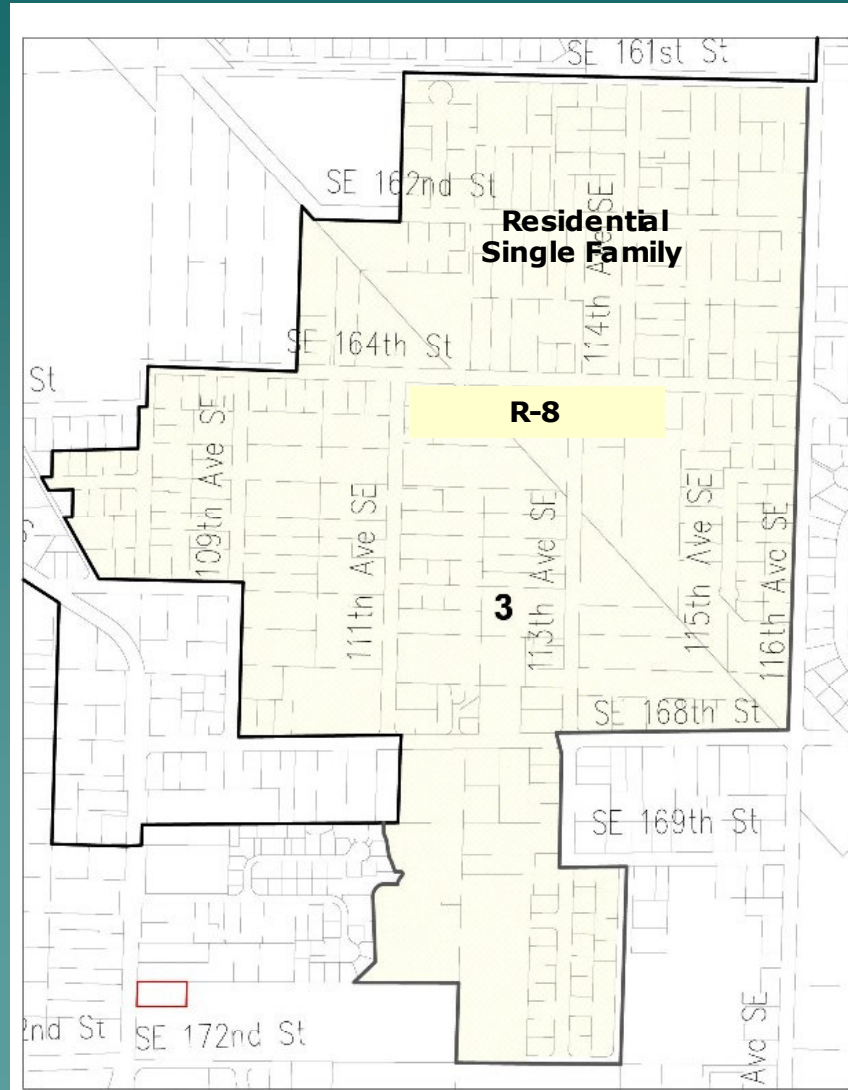 SE 161st St
SE 162nd St
Residential
Single Family
114th Ave SE
SE 164th St
St
R-8
109th Ave SE
111th Ave SE
113th Ave SE
115th Ave SE
116th Ave SE
3
SE 168th St
SE 169th St
2nd St
SE 172nd St
Ave SE